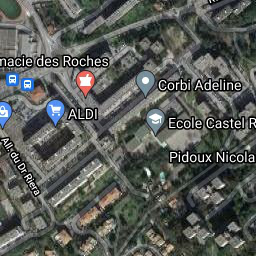 nacie des Roches
Corbi Adeline
ALDI
Ecole Castel R
Pidoux Nicola
All. du Dr Riera